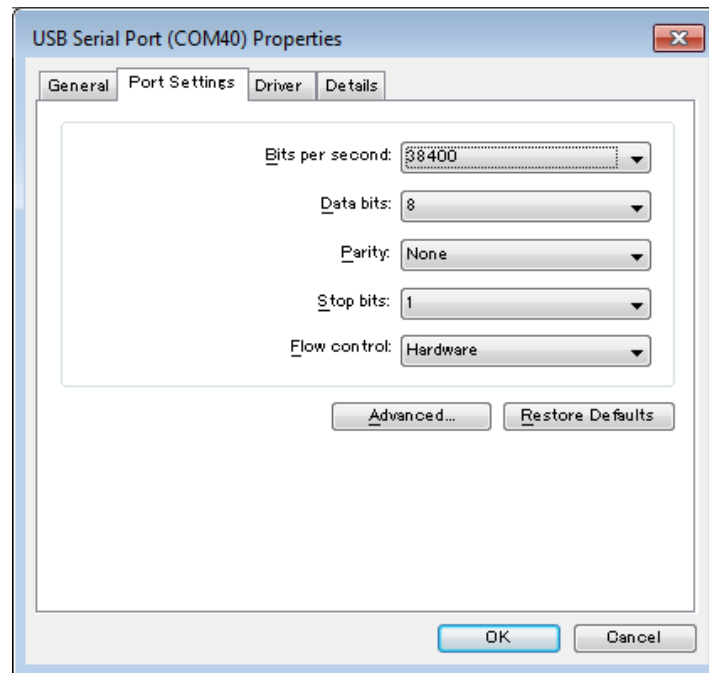 USB Serial Port (COM40) Properties
General Port Settings Driver Details
Bits per second: 38400
Data bits: 8
Parity: None
Stop bits: 1
Flow control: Hardware
Advanced... Restore Defaults
OK Cancel